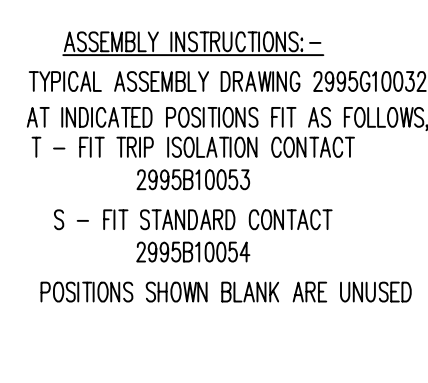 ASSEMBLY INSTRUCTIONS:-
TYPICAL ASSEMBLY DRAWING 2995G10032
AT INDICATED POSITIONS FIT AS FOLLOWS,
T - FIT TRIP ISOLATION CONTACT
2995B10053
S - FIT STANDARD CONTACT
2995B10054
POSITIONS SHOWN BLANK ARE UNUSED